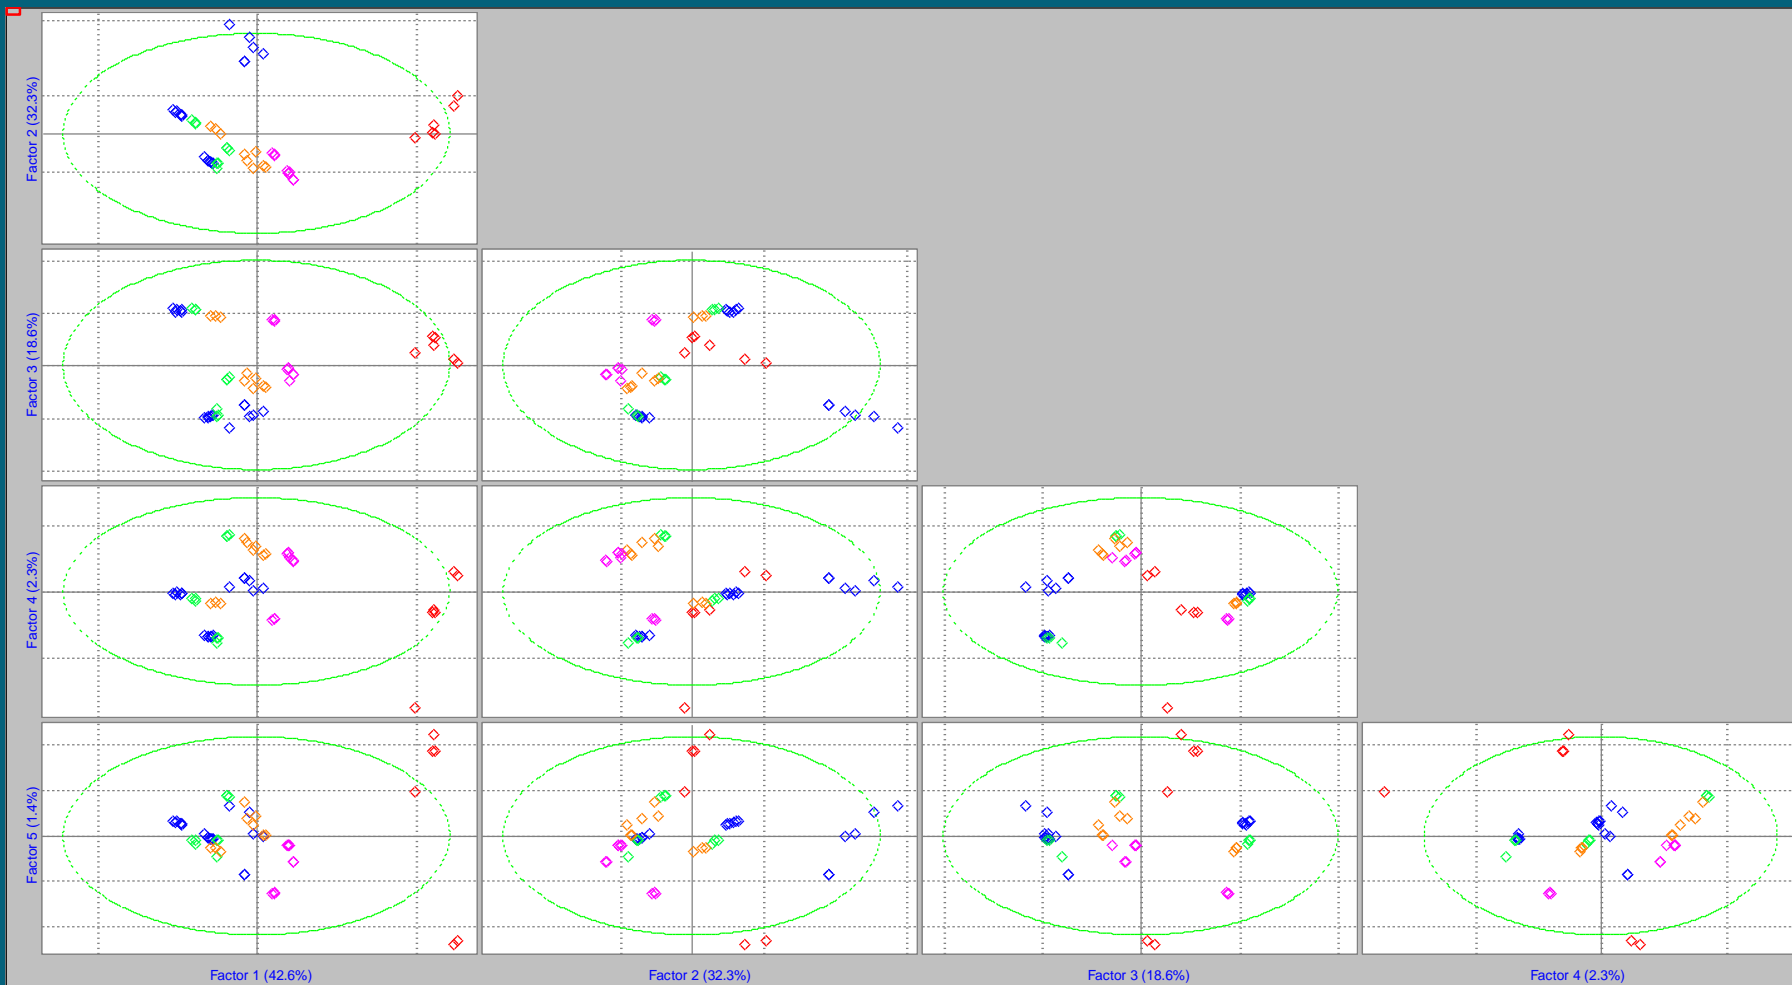 Factor 2 (32.3%)
Factor 3 (18.6%)
Factor 4 (2.3%)
Factor 5 (1.4%)
Factor 1 (42.6%)
Factor 2 (32.3%)
Factor 3 (18.6%)
Factor 4 (2.3%)